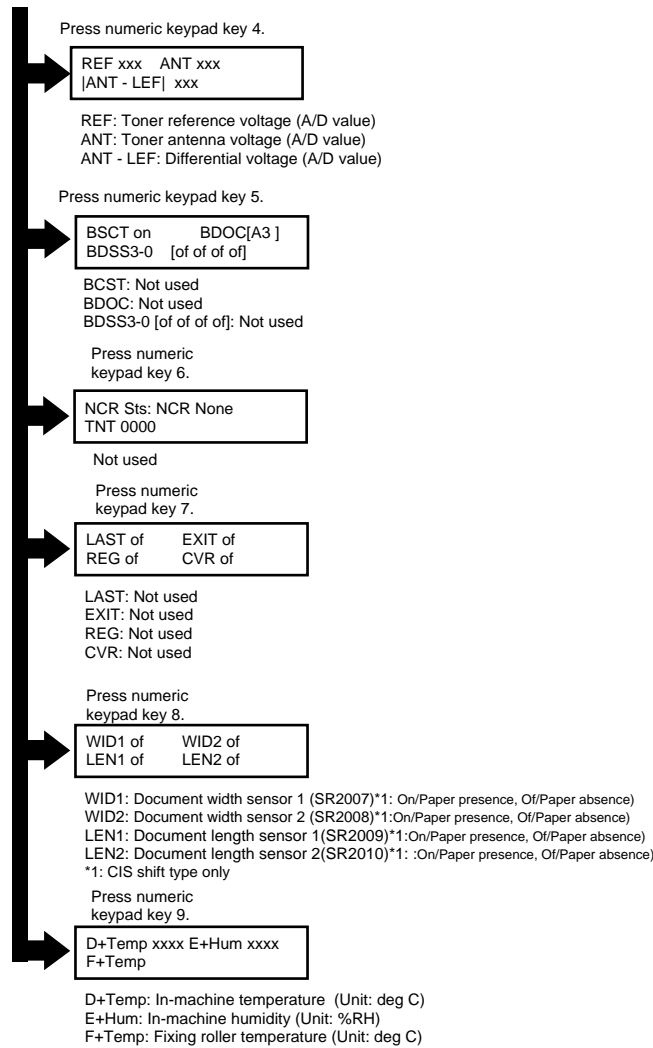 Press numeric keypad key 4.
REF xxx ANT xxx
|ANT - LEF| xxx
REF: Toner reference voltage (A/D value)
ANT: Toner antenna voltage (A/D value)
ANT - LEF: Differential voltage (A/D value)
Press numeric keypad key 5.
BSCT on BDOC[A3 ]
BDSS3-0 [of of of of]
BCST: Not used
BDOC: Not used
BDSS3-0 [of of of of]: Not used
Press numeric
keypad key 6.
NCR Sts: NCR None
TNT 0000
Not used
Press numeric
keypad key 7.
LAST of EXIT of
REG of CVR of
LAST: Not used
EXIT: Not used
REG: Not used
CVR: Not used
Press numeric
keypad key 8.
WID1 of WID2 of
LEN1 of LEN2 of
WID1: Document width sensor 1 (SR2007)*1: On/Paper presence, Of/Paper absence)
WID2: Document width sensor 2 (SR2008)*1:On/Paper presence, Of/Paper absence)
LEN1: Document length sensor 1(SR2009)*1:On/Paper presence, Of/Paper absence)
LEN2: Document length sensor 2(SR2010)*1: :On/Paper presence, Of/Paper absence)
*1: CIS shift type only
Press numeric
keypad key 9.
D+Temp xxxx E+Hum xxxx
F+Temp
D+Temp: In-machine temperature (Unit: deg C)
E+Hum: In-machine humidity (Unit: %RH)
F+Temp: Fixing roller temperature (Unit: deg C)